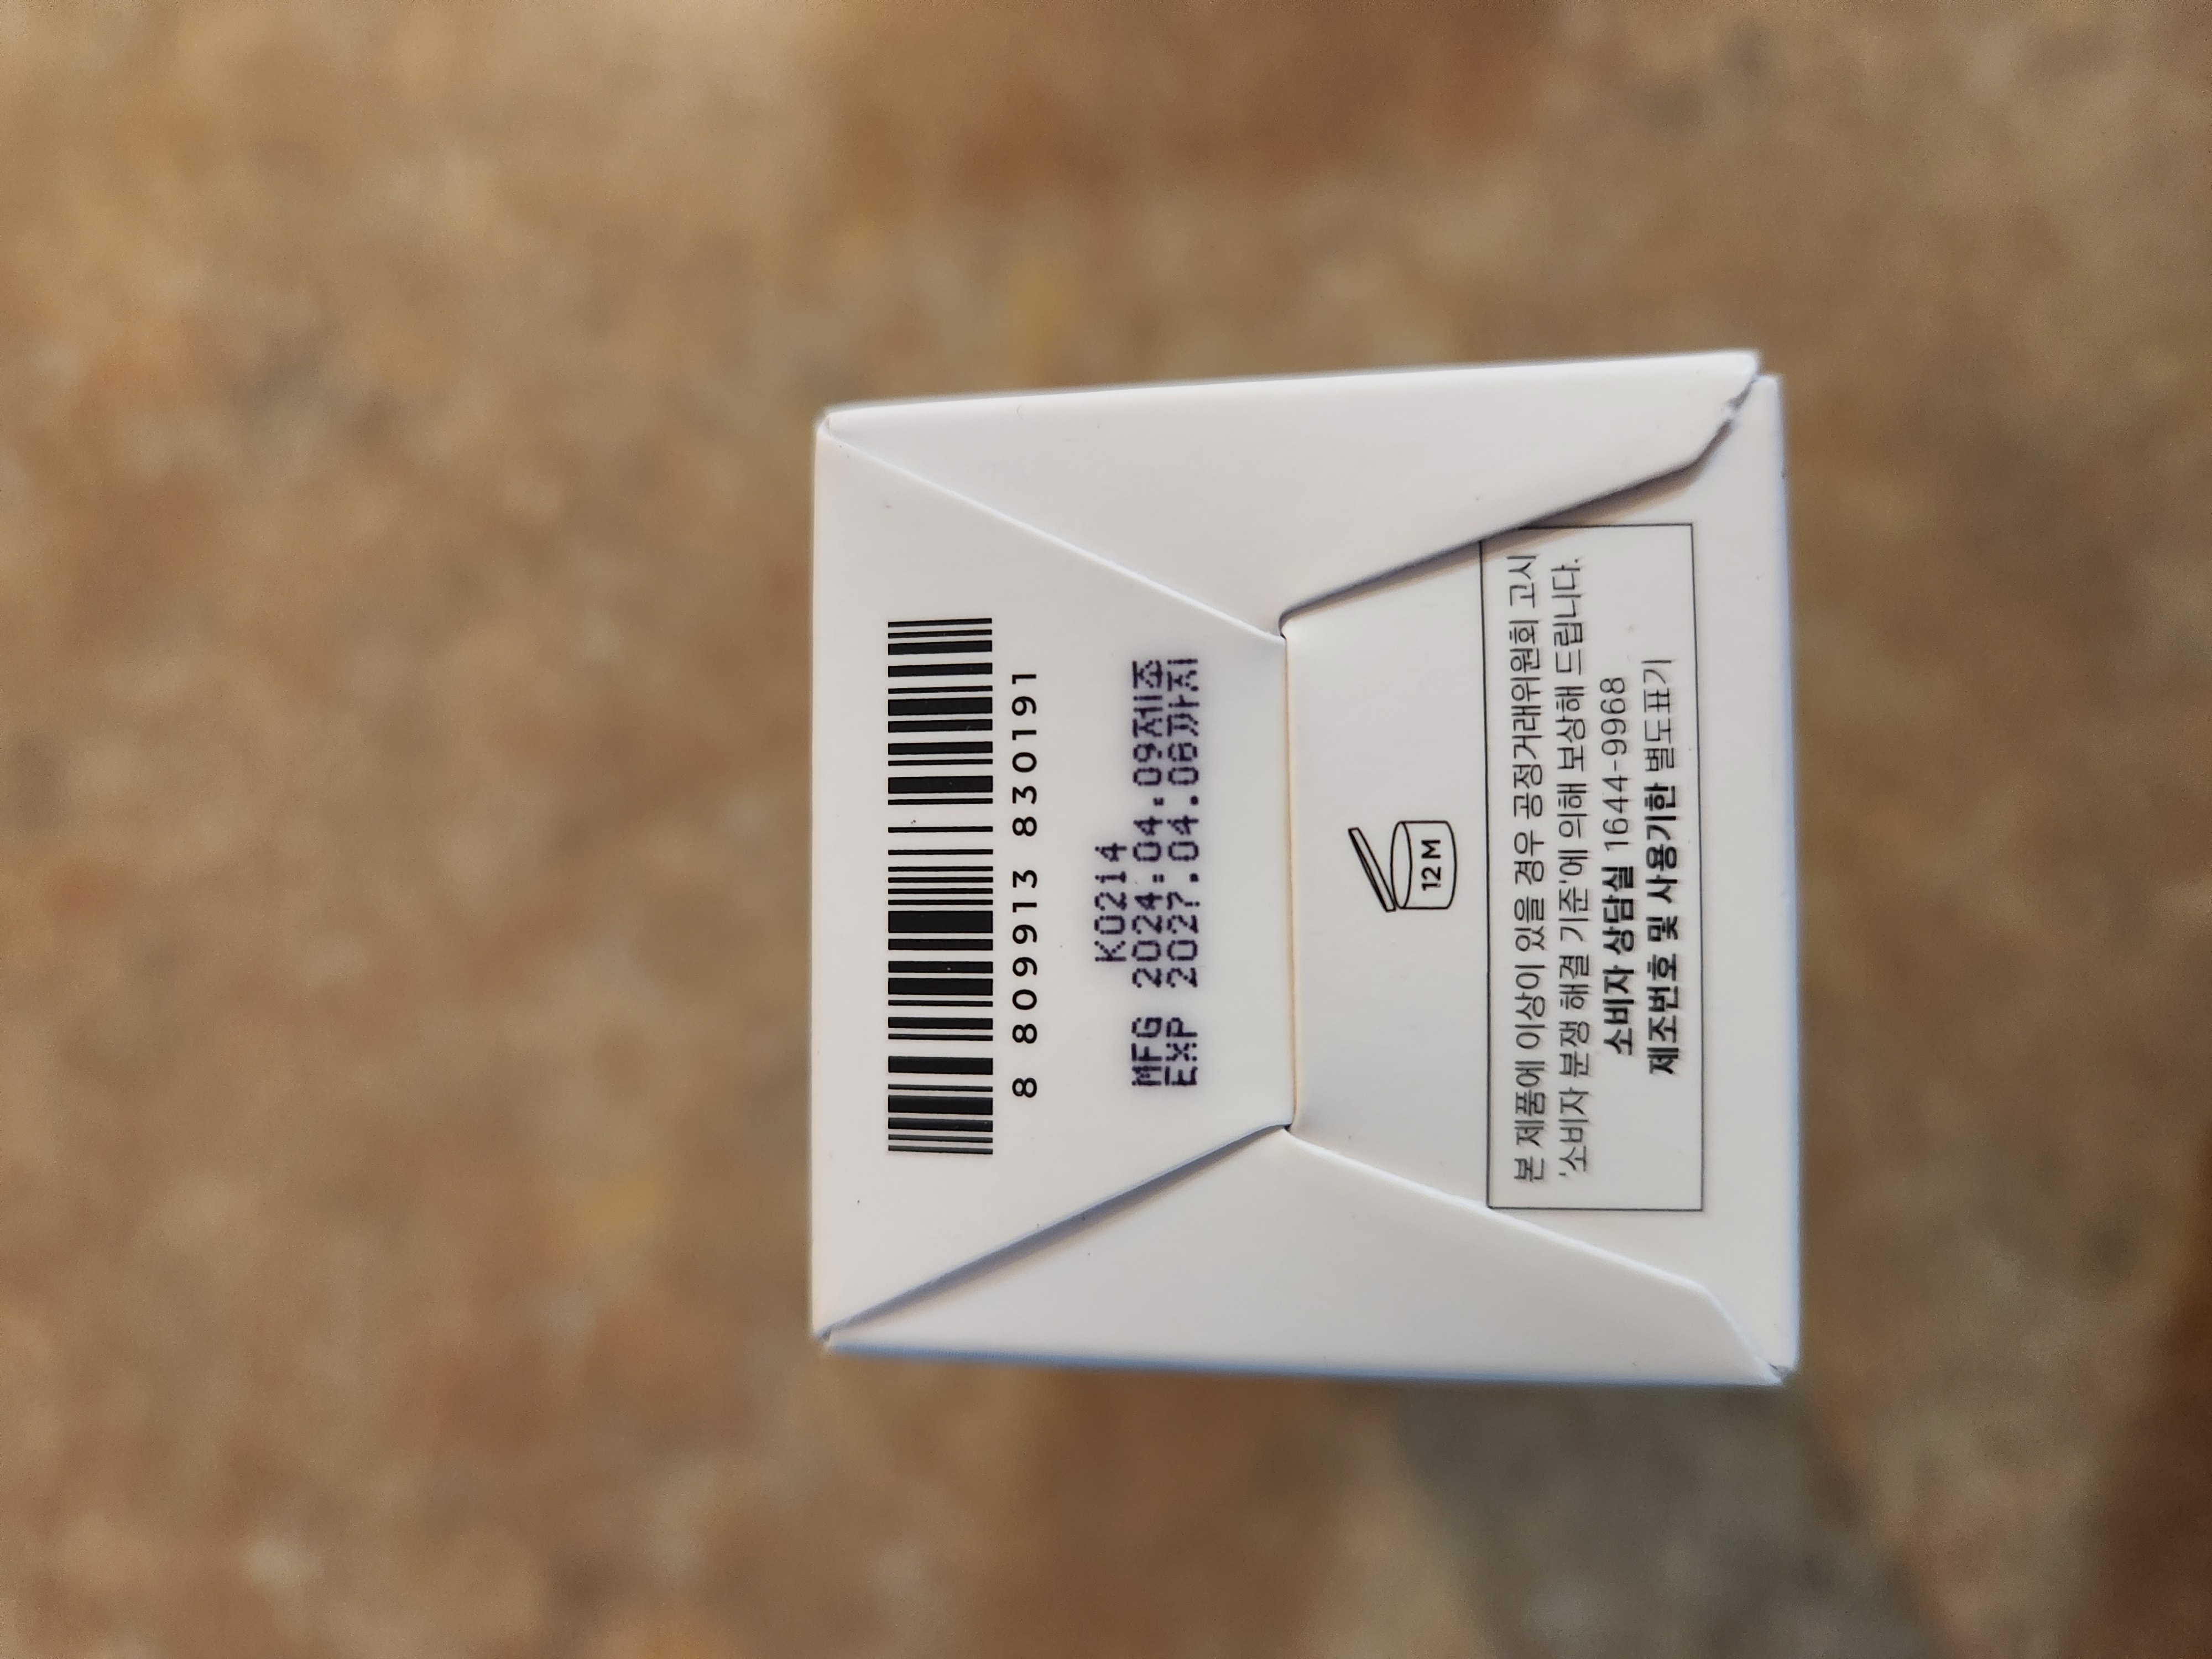 8 809913 830191
K0214
MFG 2024.04.09제조
EXP 2027.04.08까지
12M
본 제품에 이상이 있을 경우 공정거래위원회 고시
'소비자 분쟁 해결 기준'에 의해 보상해 드립니다.
소비자 상담실 1644-9968
제조번호 및 사용기한 별도표기